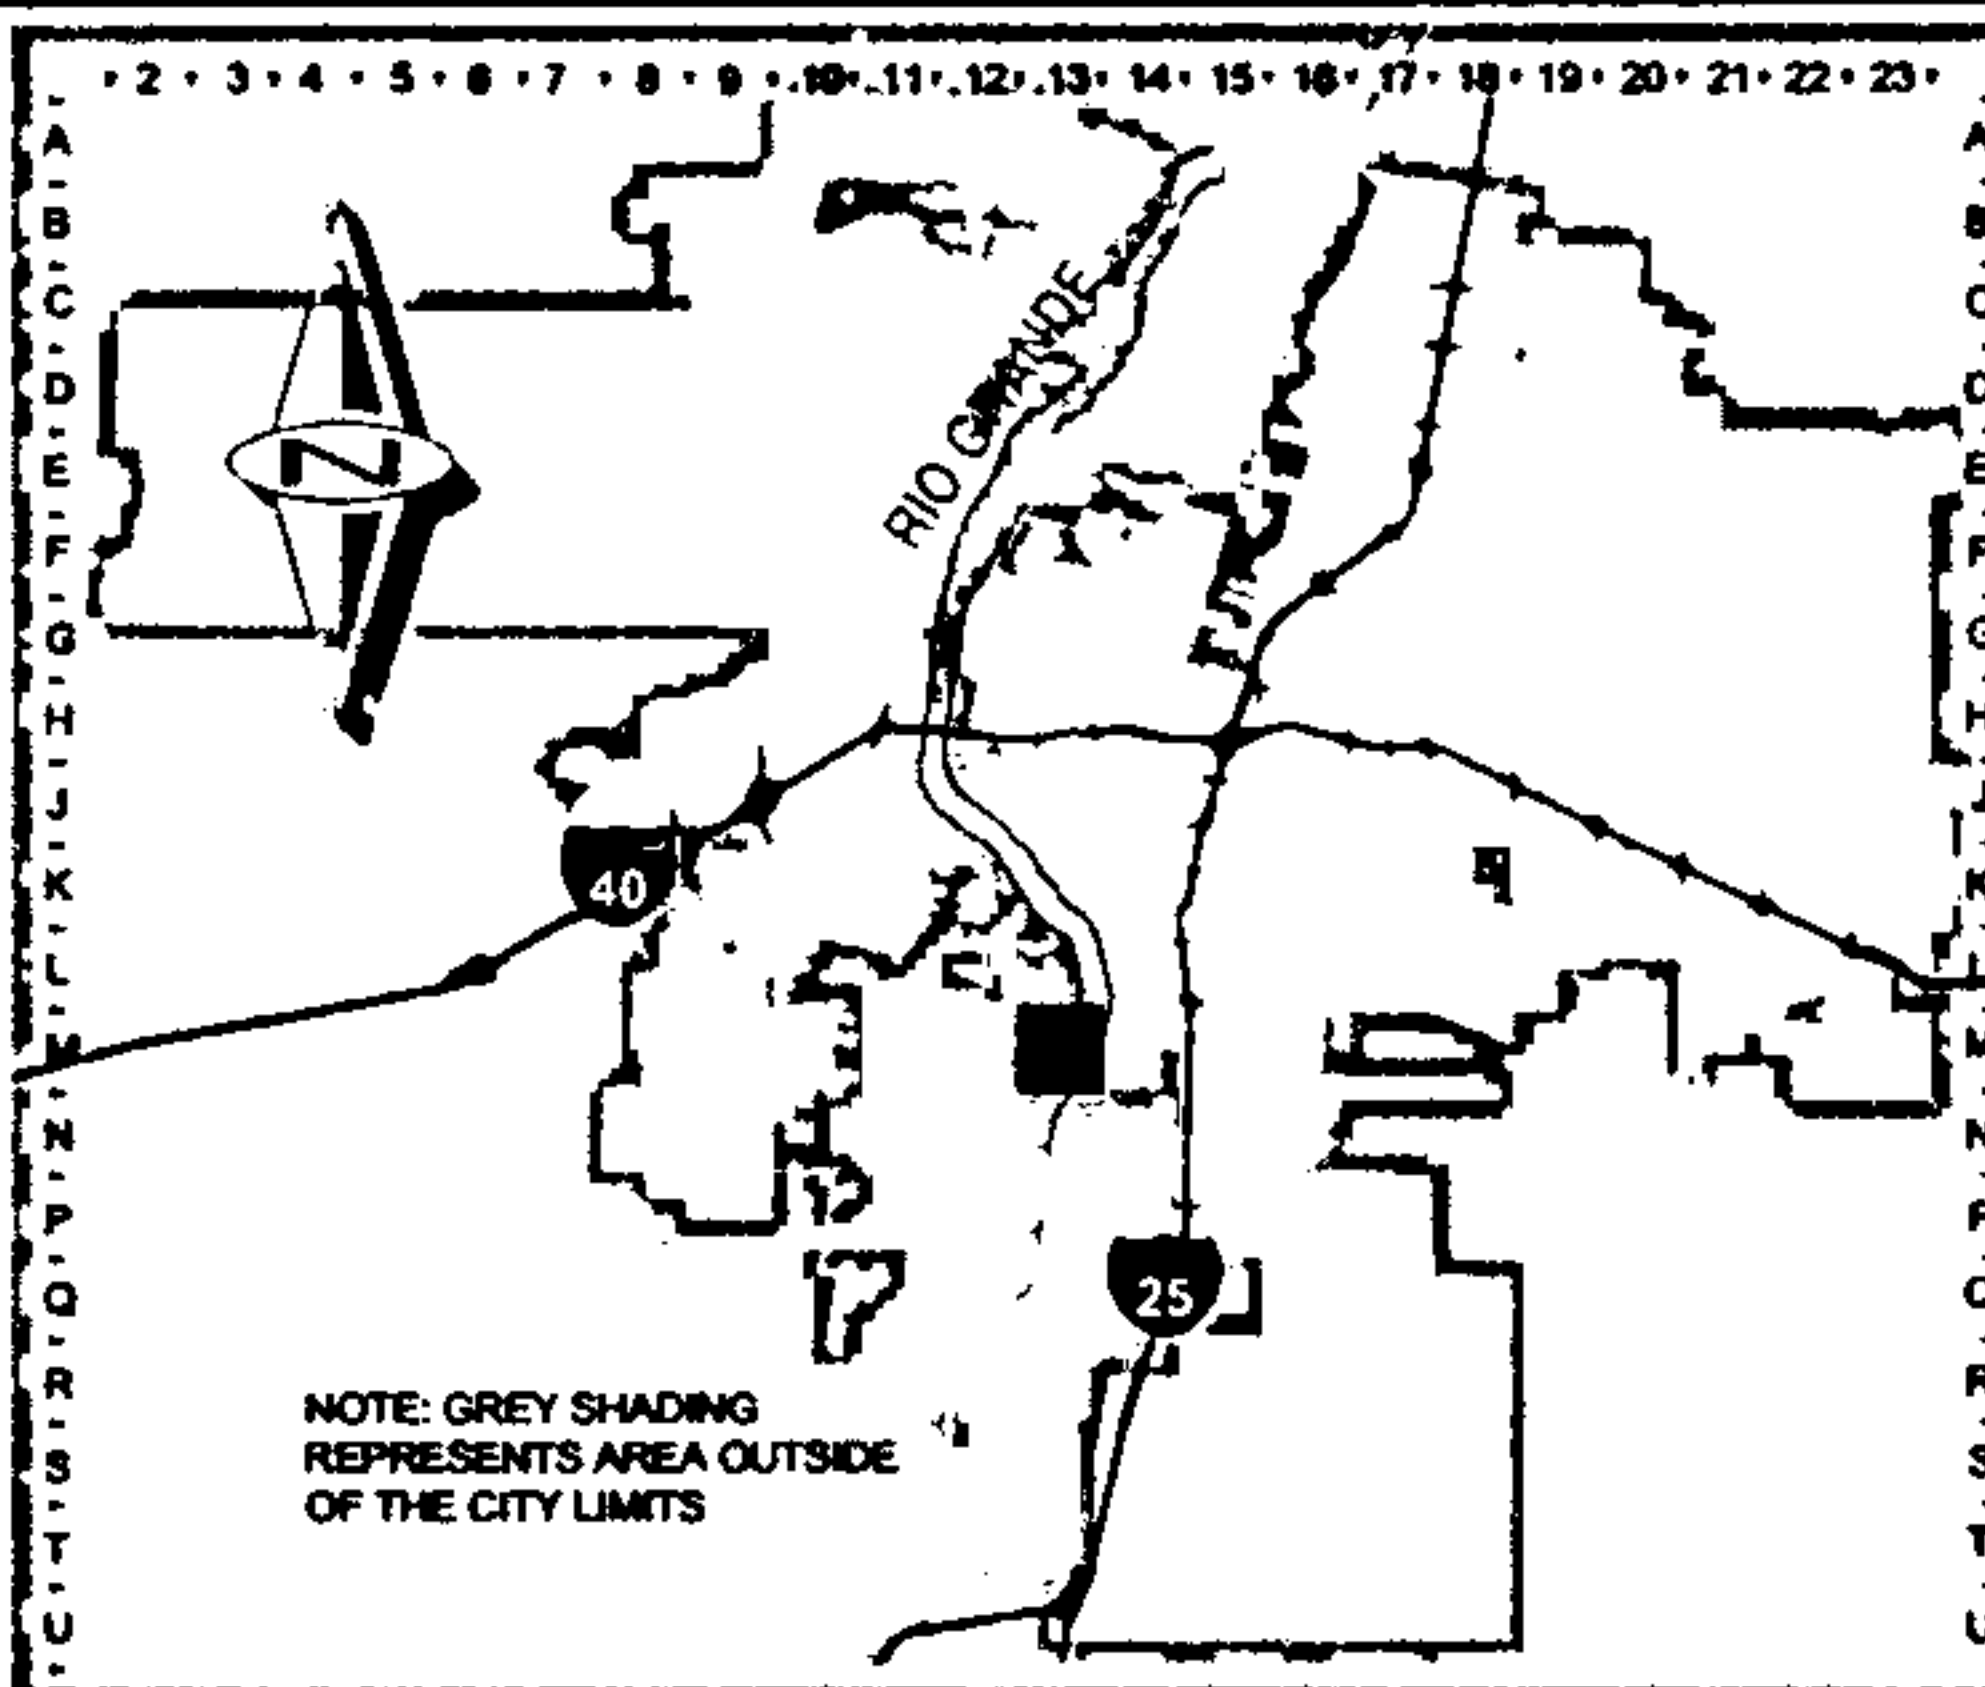 2 • 3 • 4 • 5 • 6 • 7 • 8 • 9 • 10 • 11 • 12 • 13 • 14 • 15 • 16 • 17 • 18 • 19 • 20 • 21 • 22 • 23
A
B
C
D
E
F
G
H
J
K
L
M
N
P
Q
R
S
T
U
N
RIO GRANDE
40
25
NOTE: GREY SHADING
REPRESENTS AREA OUTSIDE
OF THE CITY LIMITS
A
B
C
D
E
F
G
H
J
K
L
M
N
P
Q
R
S
T
U